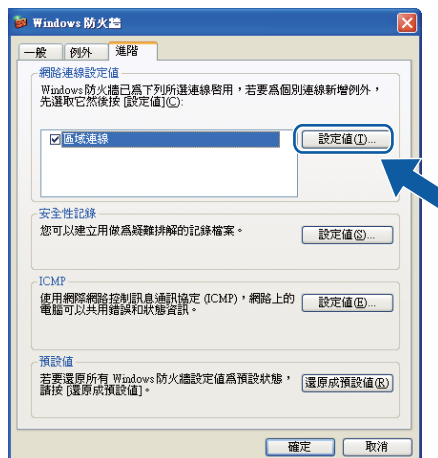 Windows 防火牆
一般 例外 進階
網路連線設定值
Windows 防火牆已爲下列所選連線啓用，若要爲個別連線新增例外，
先選取它然後按 [設定值](C):
區域連線 設定值(T)...
安全性記錄
您可以建立用做爲疑難排解的記錄檔案。 設定值(S)...
ICMP
使用網際網路控制訊息通訊協定 (ICMP)，網路上的
電腦可以共用錯誤和狀態資訊。 設定值(E)...
預設值
若要還原所有 Windows 防火牆設定值爲預設狀態，
請按 [還原成預設值]。 還原成預設值(R)
確定 取消